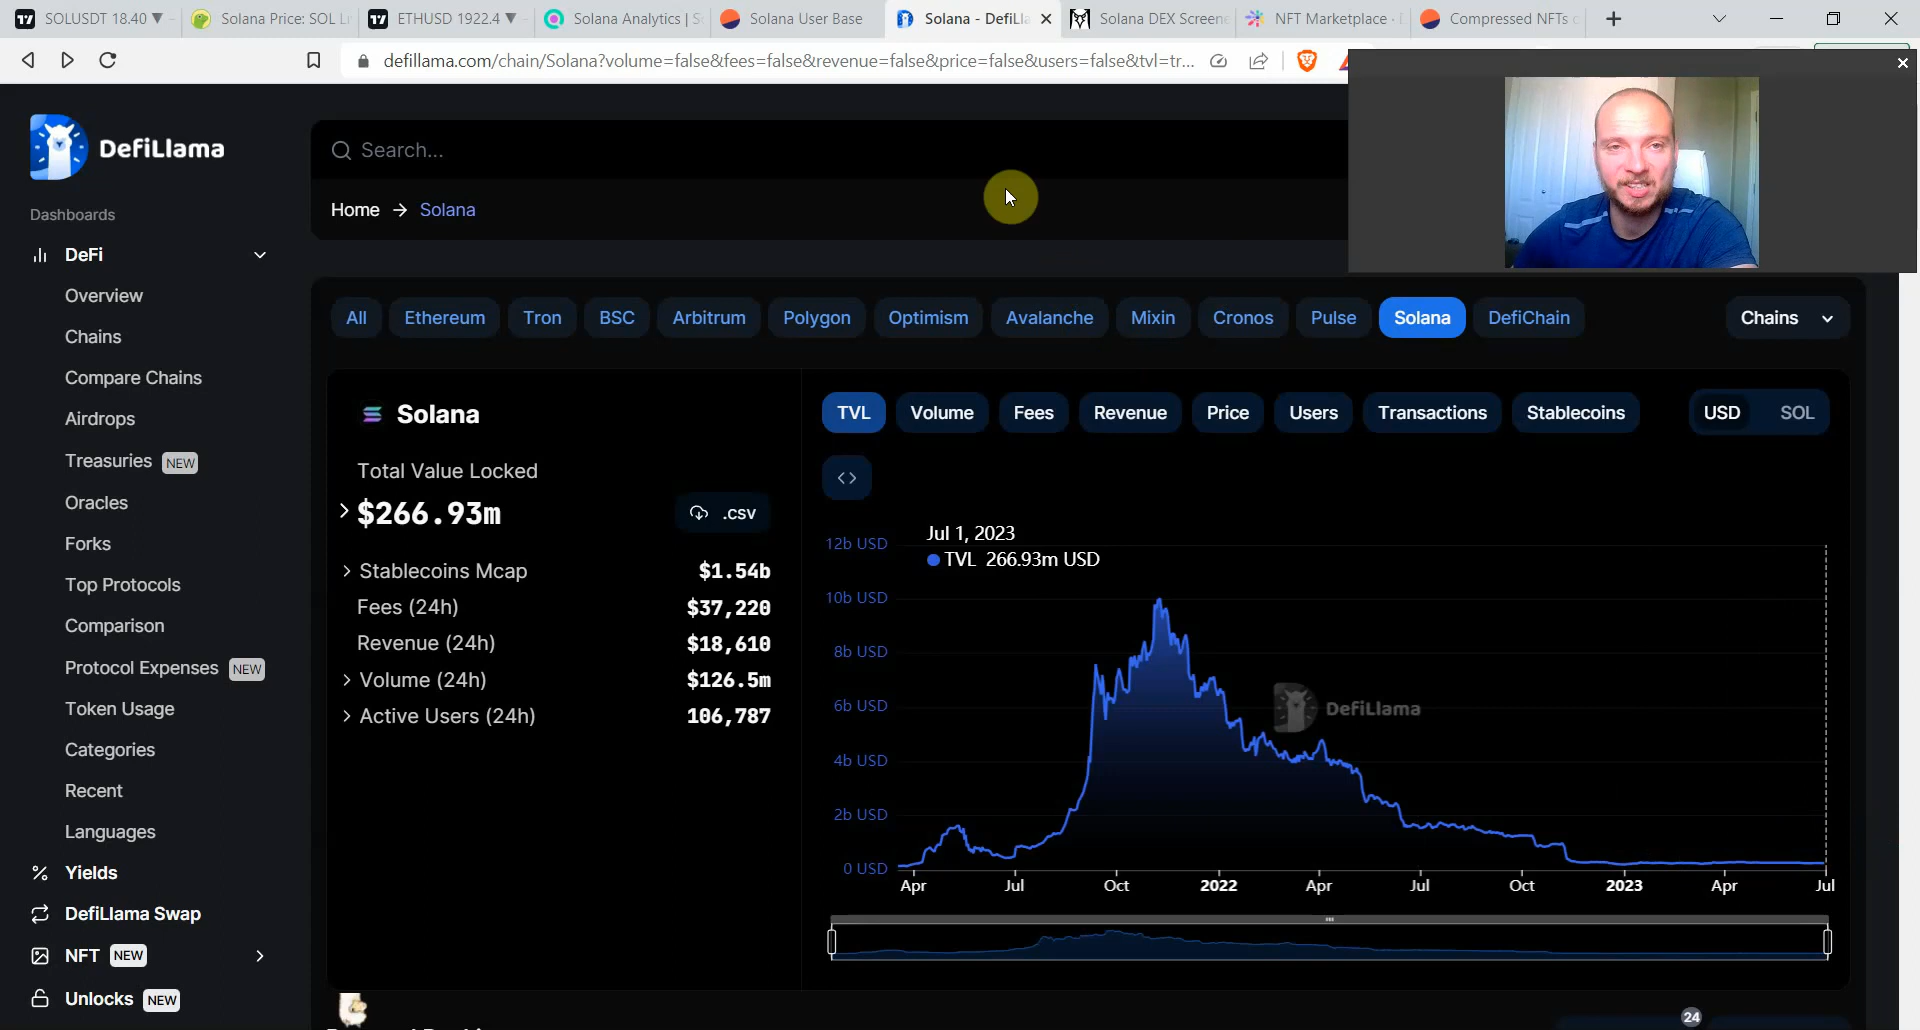 SOLUSDT 18.40 ▼
Solana Price: SOL Li
ETHUSD 1922.4 ▼
Solana Analytics | S
Solana User Base
Solana - DefiLla
Solana DEX Screene
NFT Marketplace ·
Compressed NFTs
defillama.com/chain/Solana?volume=false&fees=false&revenue=false&price=false&users=false&tvl=tr...
DefiLlama
Search...
Home → Solana
Dashboards
DeFi
Overview
Chains
Compare Chains
Airdrops
Treasuries NEW
Oracles
Forks
Top Protocols
Comparison
Protocol Expenses NEW
Token Usage
Categories
Recent
Languages
Yields
DefiLlama Swap
NFT NEW
Unlocks NEW
All Ethereum Tron BSC Arbitrum Polygon Optimism Avalanche Mixin Cronos Pulse Solana DefiChain
Chains
Solana
Total Value Locked
$266.93m
.csv
Stablecoins Mcap $1.54b
Fees (24h) $37,220
Revenue (24h) $18,610
Volume (24h) $126.5m
Active Users (24h) 106,787
TVL Volume Fees Revenue Price Users Transactions Stablecoins
USD SOL
Jul 1, 2023
TVL 266.93m USD
12b USD
10b USD
8b USD
6b USD
4b USD
2b USD
0 USD
DefiLlama
Apr Jul Oct 2022 Apr Jul Oct 2023 Apr Jul
24